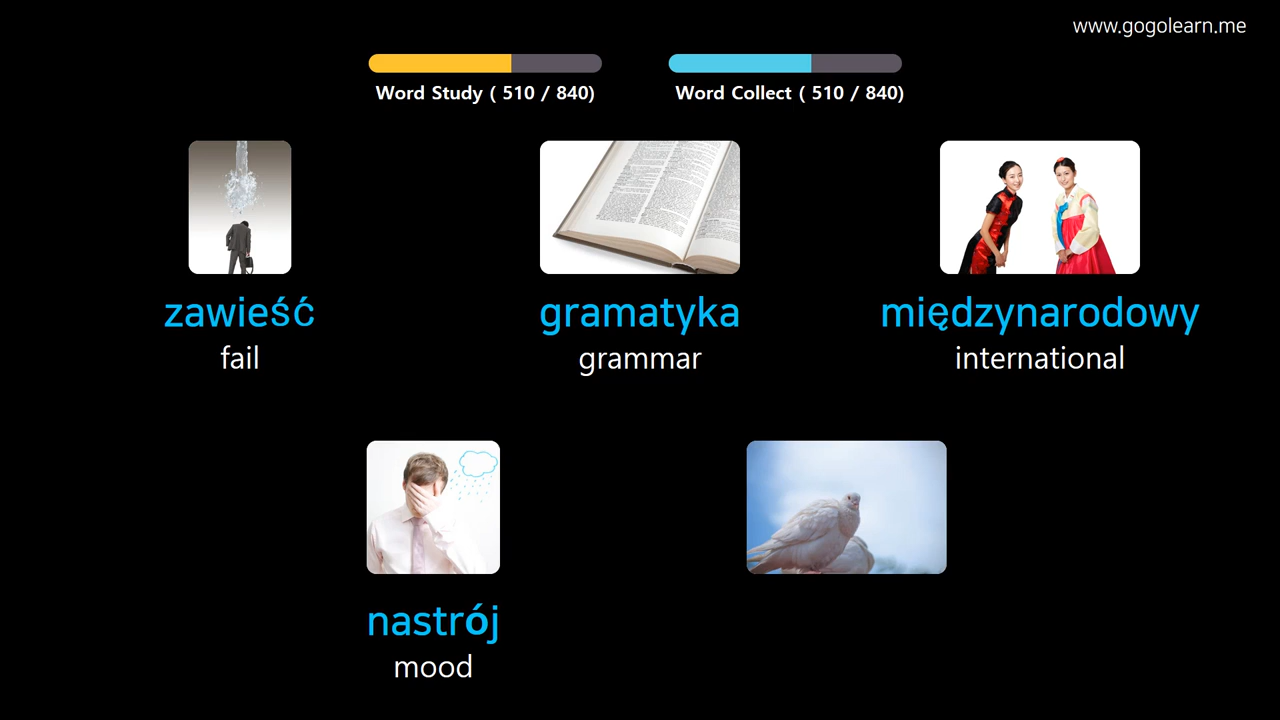 www.gogolearn.me
Word Study ( 510 / 840)
Word Collect ( 510 / 840)
zawieść
fail
gramatyka
grammar
międzynarodowy
international
nastrój
mood